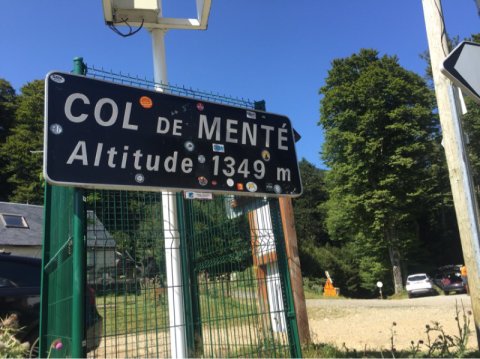 COL DE MENTÉ
Altitude 1349 m